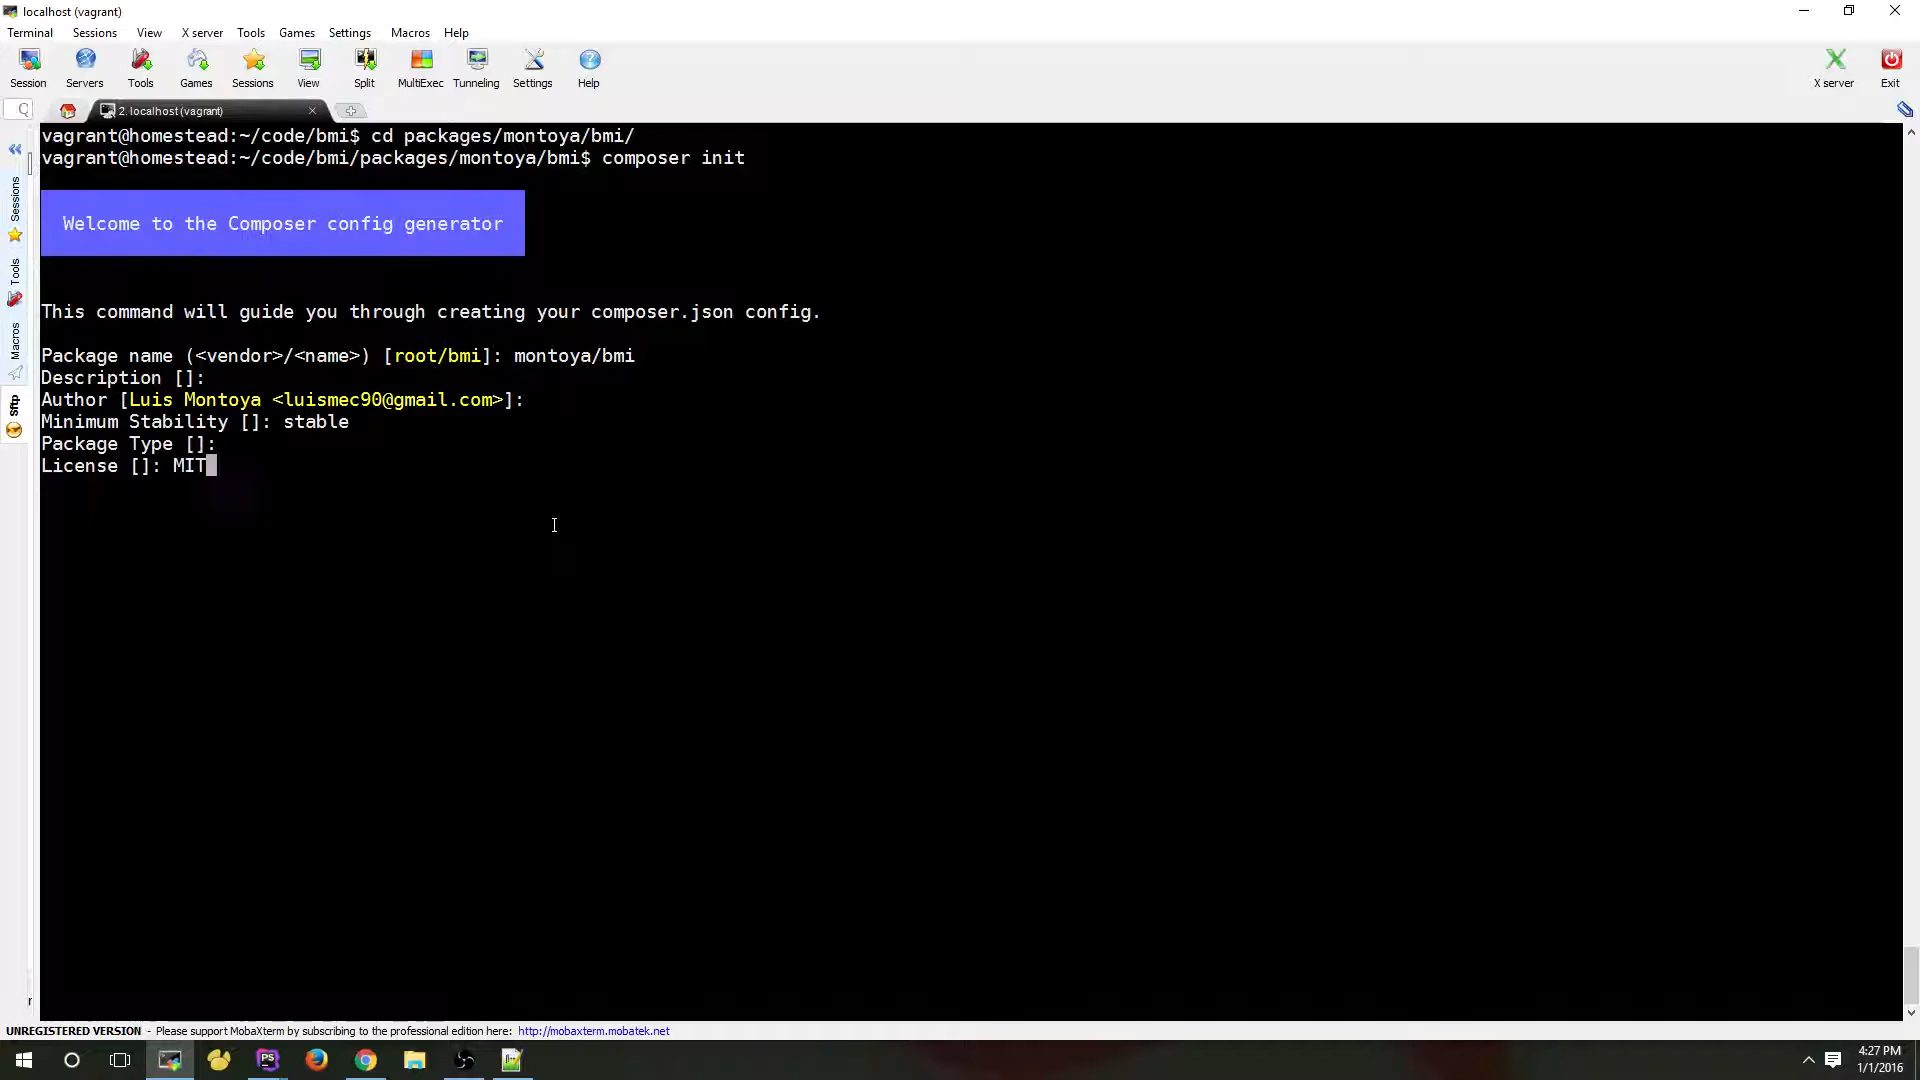 localhost (vagrant)
Terminal Sessions View X server Tools Games Settings Macros Help
Session Servers Tools Games Sessions View Split MultiExec Tunneling Settings Help X server Exit
2. localhost (vagrant)
vagrant@homestead:~/code/bmi$ cd packages/montoya/bmi/
vagrant@homestead:~/code/bmi/packages/montoya/bmi$ composer init
Welcome to the Composer config generator
This command will guide you through creating your composer.json config.
Package name (<vendor>/<name>) [root/bmi]: montoya/bmi
Description []:
Author [Luis Montoya <luismec90@gmail.com>]:
Minimum Stability []: stable
Package Type []:
License []: MIT
Sessions
Tools
Macros
Sftp
UNREGISTERED VERSION - Please support MobaXterm by subscribing to the professional edition here: http://mobaxterm.mobatek.net
PS
4:27 PM
1/1/2016